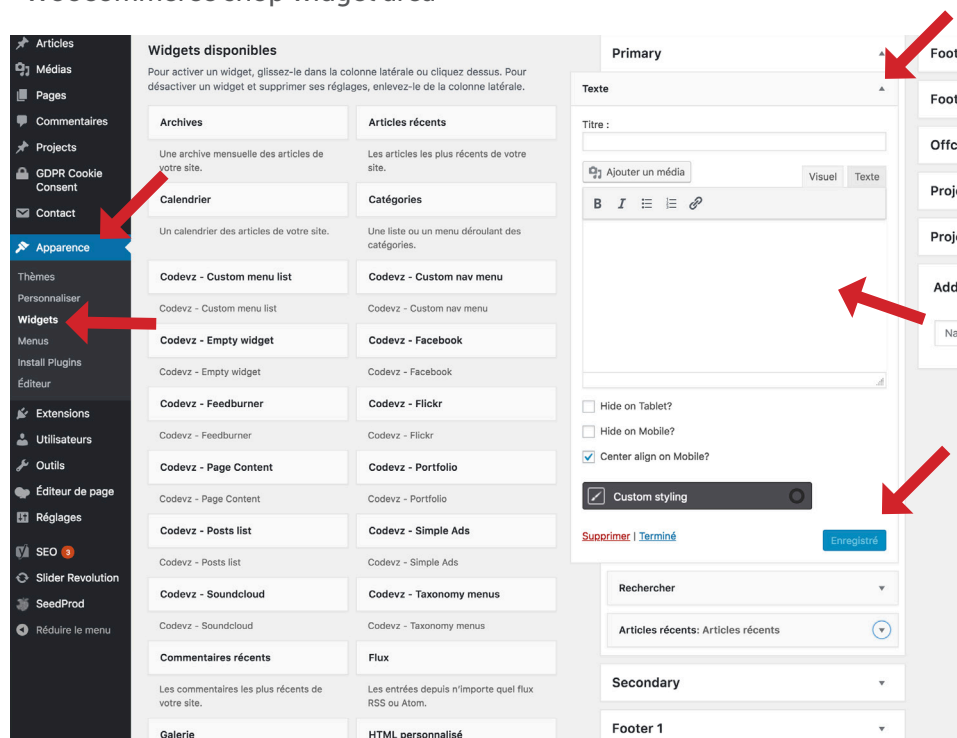 Articles
Médias
Pages
Commentaires
Projects
GDPR Cookie
Consent
Contact
Apparence
Thèmes
Personnaliser
Widgets
Menus
Install Plugins
Éditeur
Extensions
Utilisateurs
Outils
Éditeur de page
Réglages
SEO 3
Slider Revolution
SeedProd
Réduire le menu
Widgets disponibles
Pour activer un widget, glissez-le dans la colonne latérale ou cliquez dessus. Pour
désactiver un widget et supprimer ses réglages, enlevez-le de la colonne latérale.
Archives
Une archive mensuelle des articles de
votre site.
Articles récents
Les articles les plus récents de votre
site.
Calendrier
Un calendrier des articles de votre site.
Catégories
Une liste ou un menu déroulant des
catégories.
Codevz - Custom menu list
Codevz - Custom menu list
Codevz - Custom nav menu
Codevz - Custom nav menu
Codevz - Empty widget
Codevz - Empty widget
Codevz - Facebook
Codevz - Facebook
Codevz - Feedburner
Codevz - Feedburner
Codevz - Flickr
Codevz - Flickr
Codevz - Page Content
Codevz - Page Content
Codevz - Portfolio
Codevz - Portfolio
Codevz - Posts list
Codevz - Posts list
Codevz - Simple Ads
Codevz - Simple Ads
Codevz - Soundcloud
Codevz - Soundcloud
Codevz - Taxonomy menus
Codevz - Taxonomy menus
Commentaires récents
Les commentaires les plus récents de
votre site.
Flux
Les entrées depuis n'importe quel flux
RSS ou Atom.
Galerie
HTML personnalisé
Primary
Texte
Titre :
Ajouter un média
Visuel Texte
B I
Hide on Tablet?
Hide on Mobile?
Center align on Mobile?
Custom styling
Supprimer | Terminé
Enregistré
Rechercher
Articles récents: Articles récents
Secondary
Footer 1
Foot
Foot
Offc
Proj
Proj
Add
Na